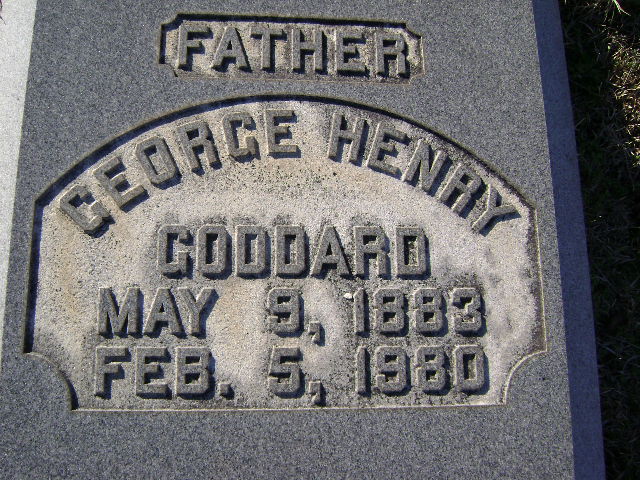 FATHER
GEORGE HENRY
GODDARD
MAY 9, 1883
FEB. 5, 1980